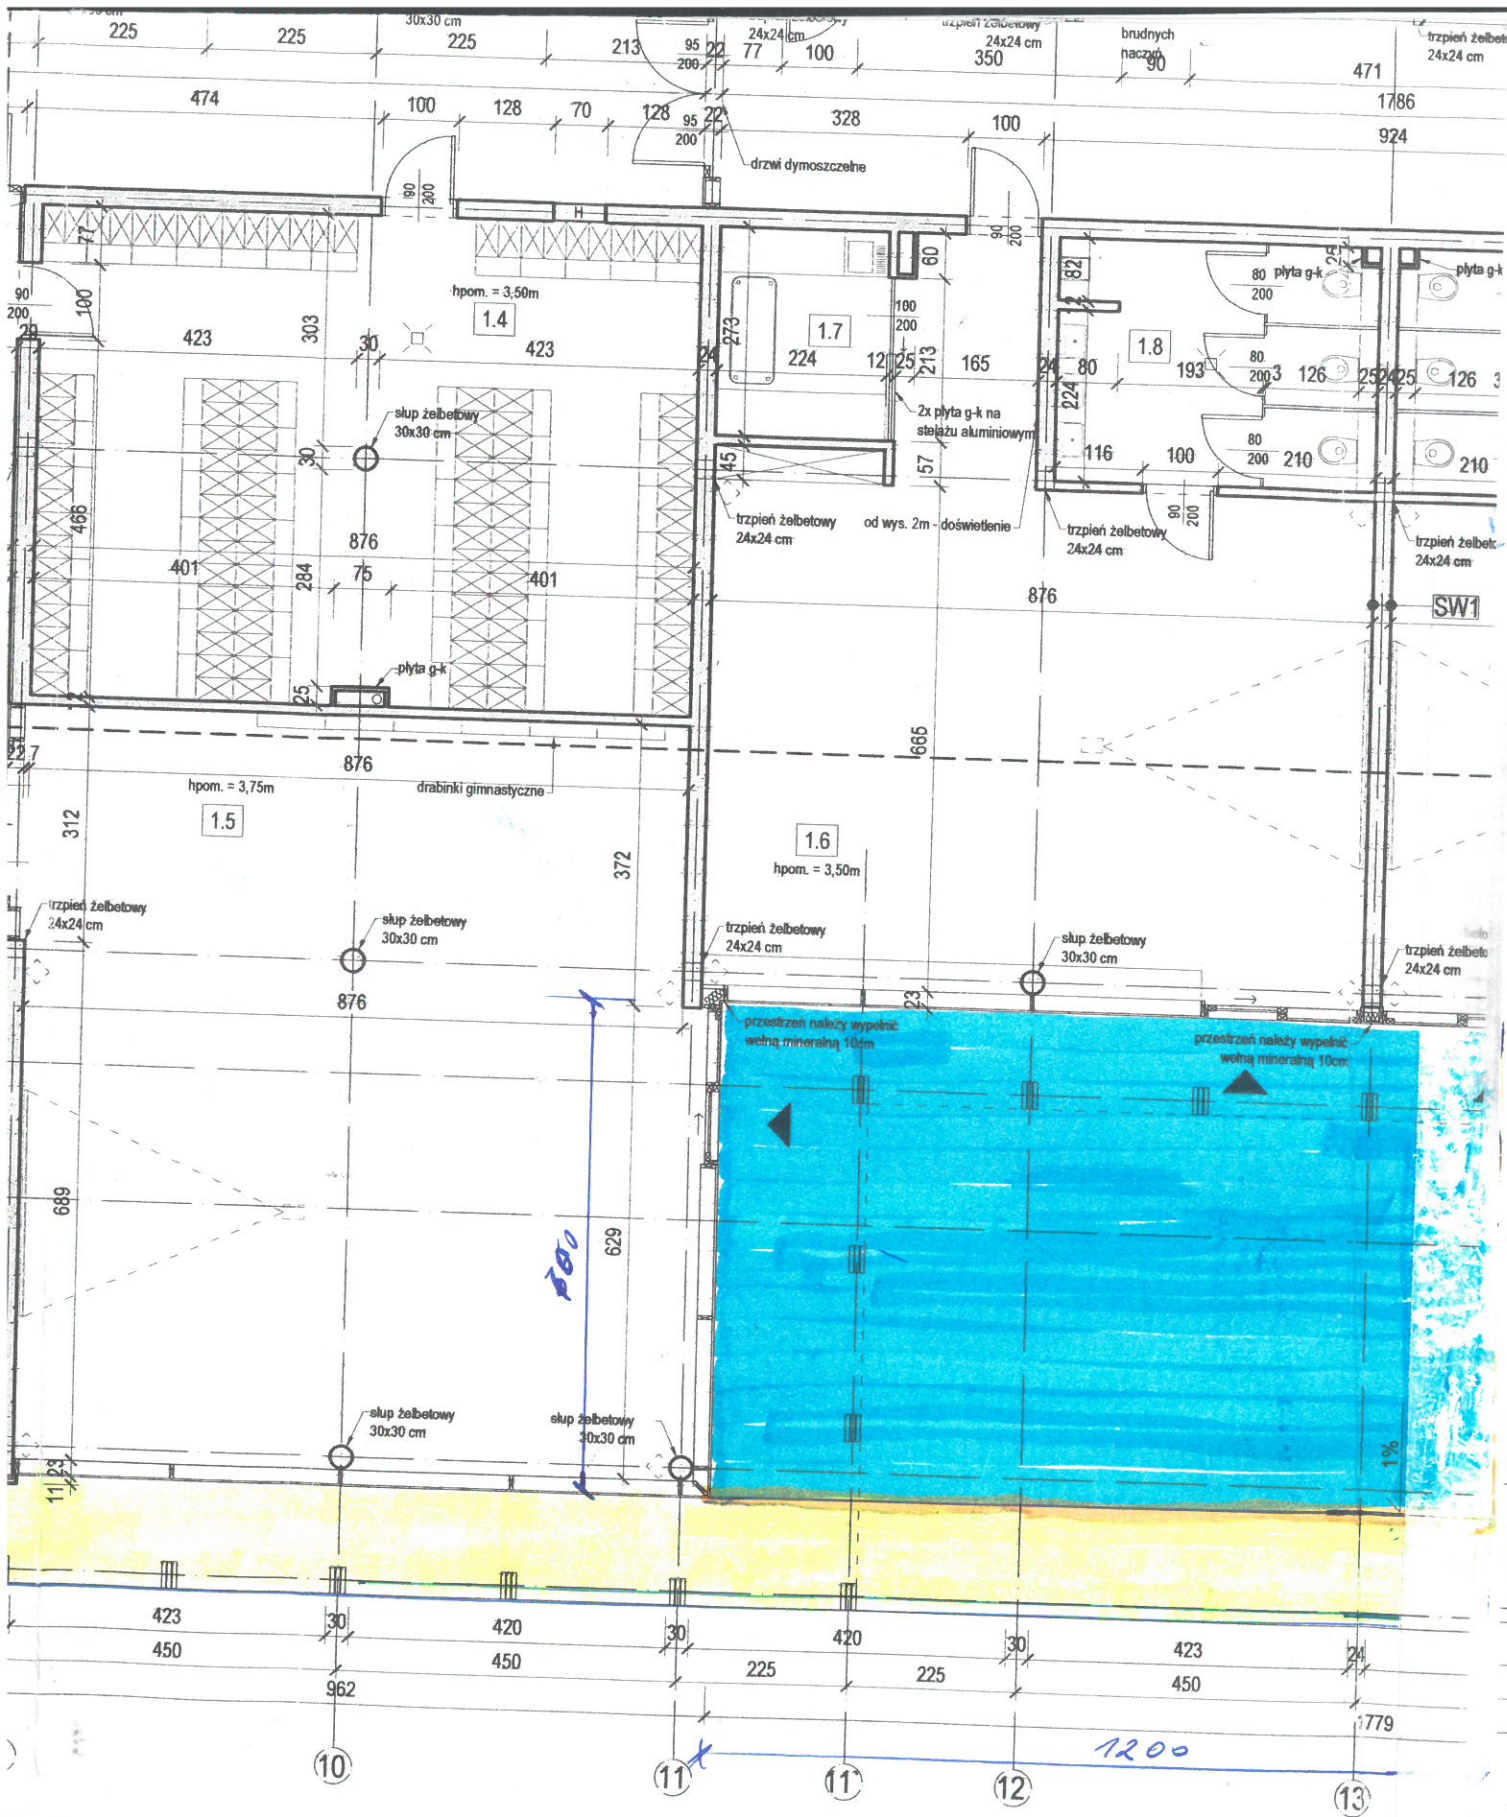 30x30 cm
24x24 cm
trzpień żelbetowy
24x24 cm
brudnych
naczyń
24x24 cm
225
225
225
213
95
200
22
77
100
350
90
471
1786
474
100
128
70
128
95
200
22
328
100
924
drzwi dymoszczelne
90
200
H
90
200
77
60
82
25
płyta g-k
płyta g-k
80
200
hpom. = 3,50m
1.4
90
200
100
303
273
1.7
100
200
213
12
1.8
423
30
423
24
224
12
25
165
24
80
193
80
200
3
126
25
24
25
126
224
słup żelbetowy
30x30 cm
2x płyta g-k na
stelażu aluminiowym
30
45
57
116
100
80
200
210
210
466
trzpień żelbetowy
24x24 cm
od wys. 2m - doświetlenie
trzpień żelbetowy
24x24 cm
90
200
24x24 cm
876
401
284
75
401
876
SW1
płyta g-k
25
12
22
7
876
hpom. = 3,75m
drabinki gimnastyczne
665
1.5
312
372
1.6
hpom. = 3,50m
trzpień żelbetowy
24x24 cm
słup żelbetowy
30x30 cm
trzpień żelbetowy
24x24 cm
słup żelbetowy
30x30 cm
24x24 cm
876
23
przestrzeń należy wypełnić
wełną mineralną 10cm
przestrzeń należy wypełnić
wełną mineralną 10cm
689
629
słup żelbetowy
30x30 cm
słup żelbetowy
30x30 cm
1%
11
23
423
30
420
30
420
30
423
24
450
450
225
225
450
962
1779
1200
10
11
11'
12
13